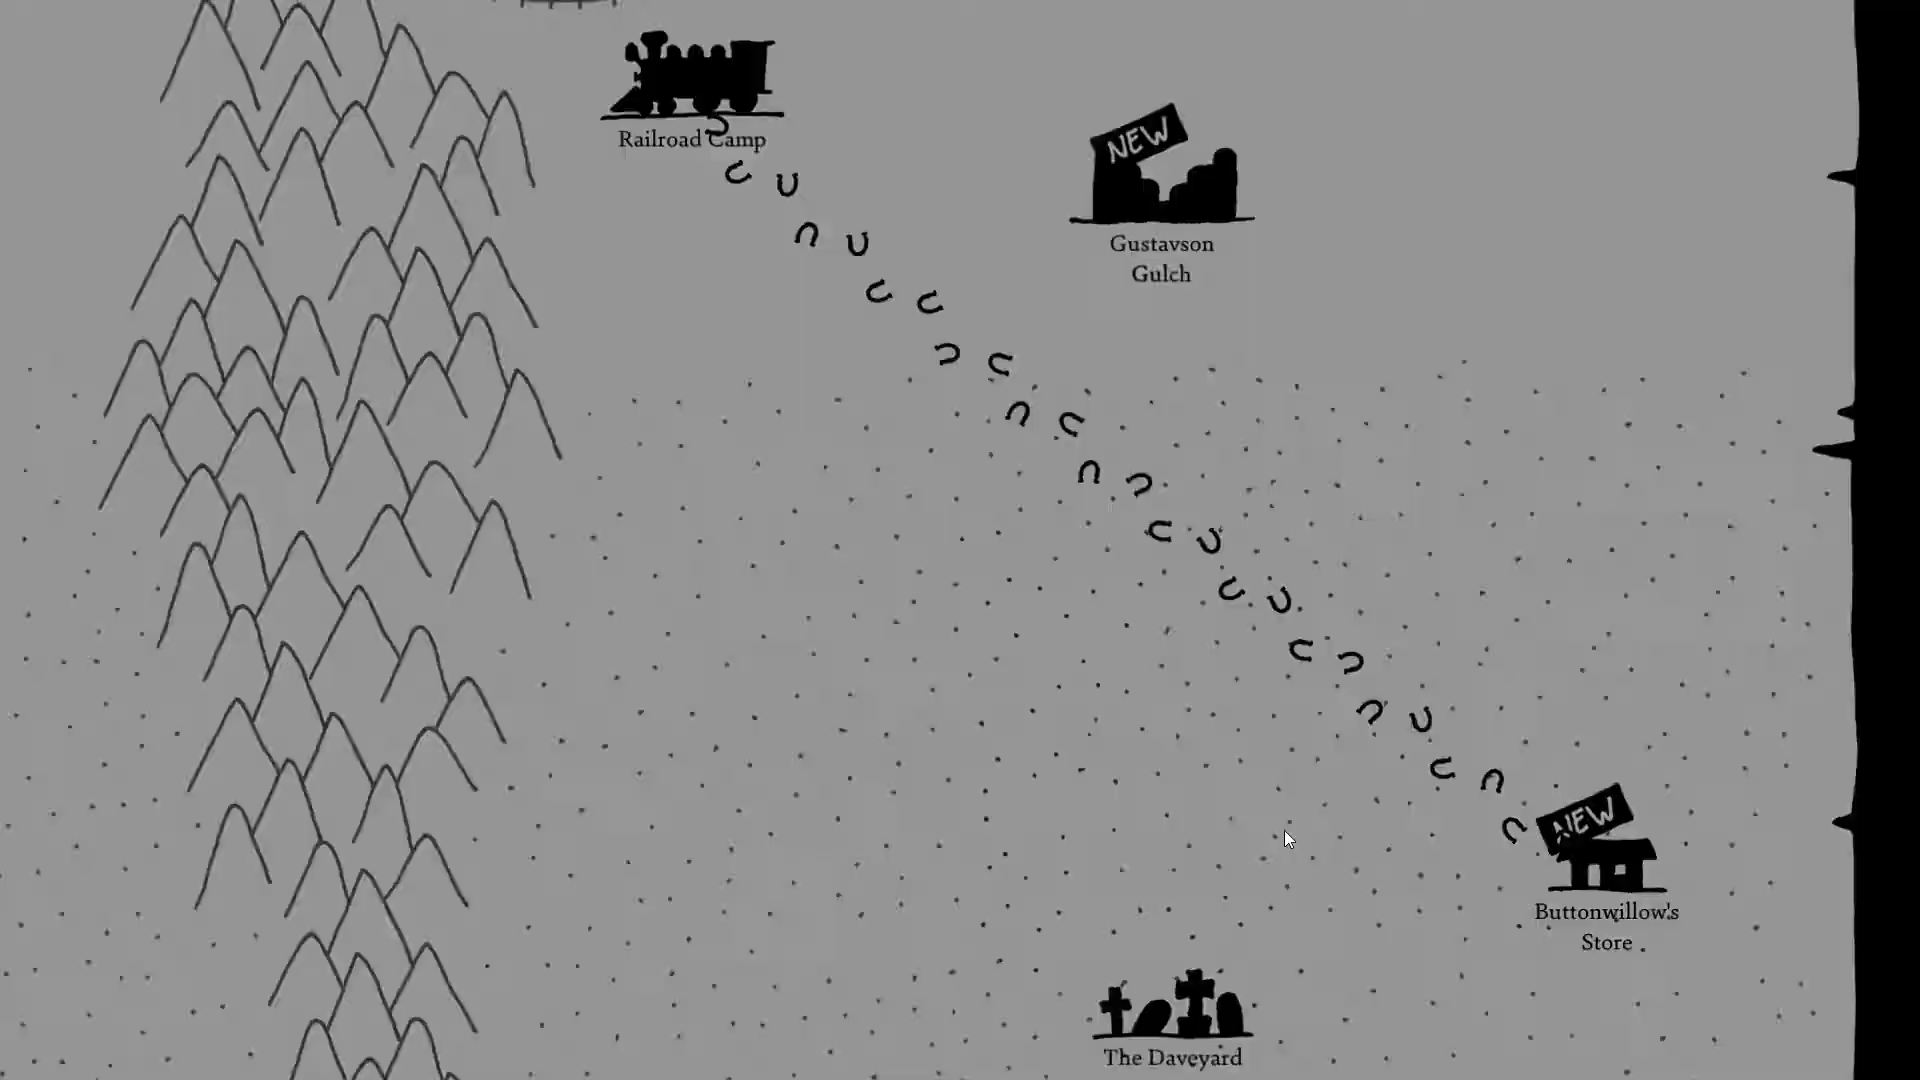 Railroad Camp
NEW
Gustavson
Gulch
NEW
Buttonwillow's
Store
The Daveyard